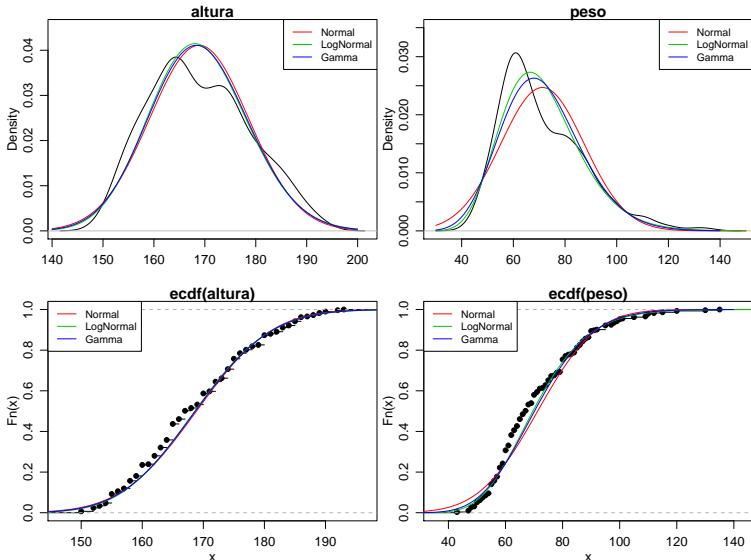 altura
Density
0.00 0.01 0.02 0.03 0.04
140 150 160 170 180 190 200
Normal
LogNormal
Gamma
peso
Density
0.000 0.010 0.020 0.030
40 60 80 100 120 140
Normal
LogNormal
Gamma
ecdf(altura)
Fn(x)
0.0 0.2 0.4 0.6 0.8 1.0
150 160 170 180 190
x
Normal
LogNormal
Gamma
ecdf(peso)
Fn(x)
0.0 0.2 0.4 0.6 0.8 1.0
40 60 80 100 120 140
x
Normal
LogNormal
Gamma